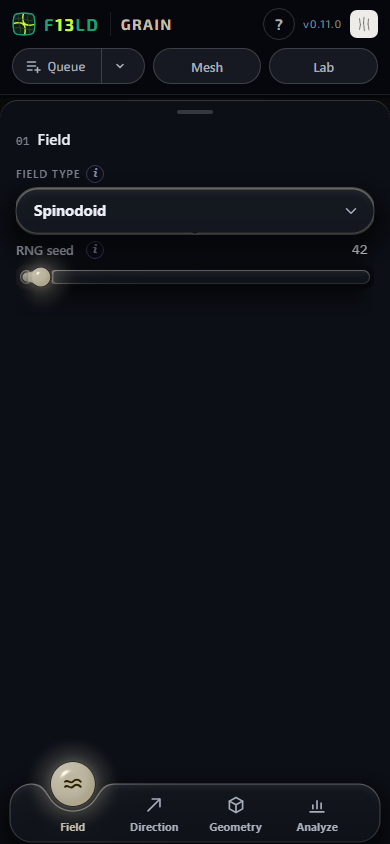 F13LD GRAIN ? v0.11.0
Queue Mesh Lab
01 Field
FIELD TYPE i
Spinodoid
RNG seed i 42
Field Direction Geometry Analyze